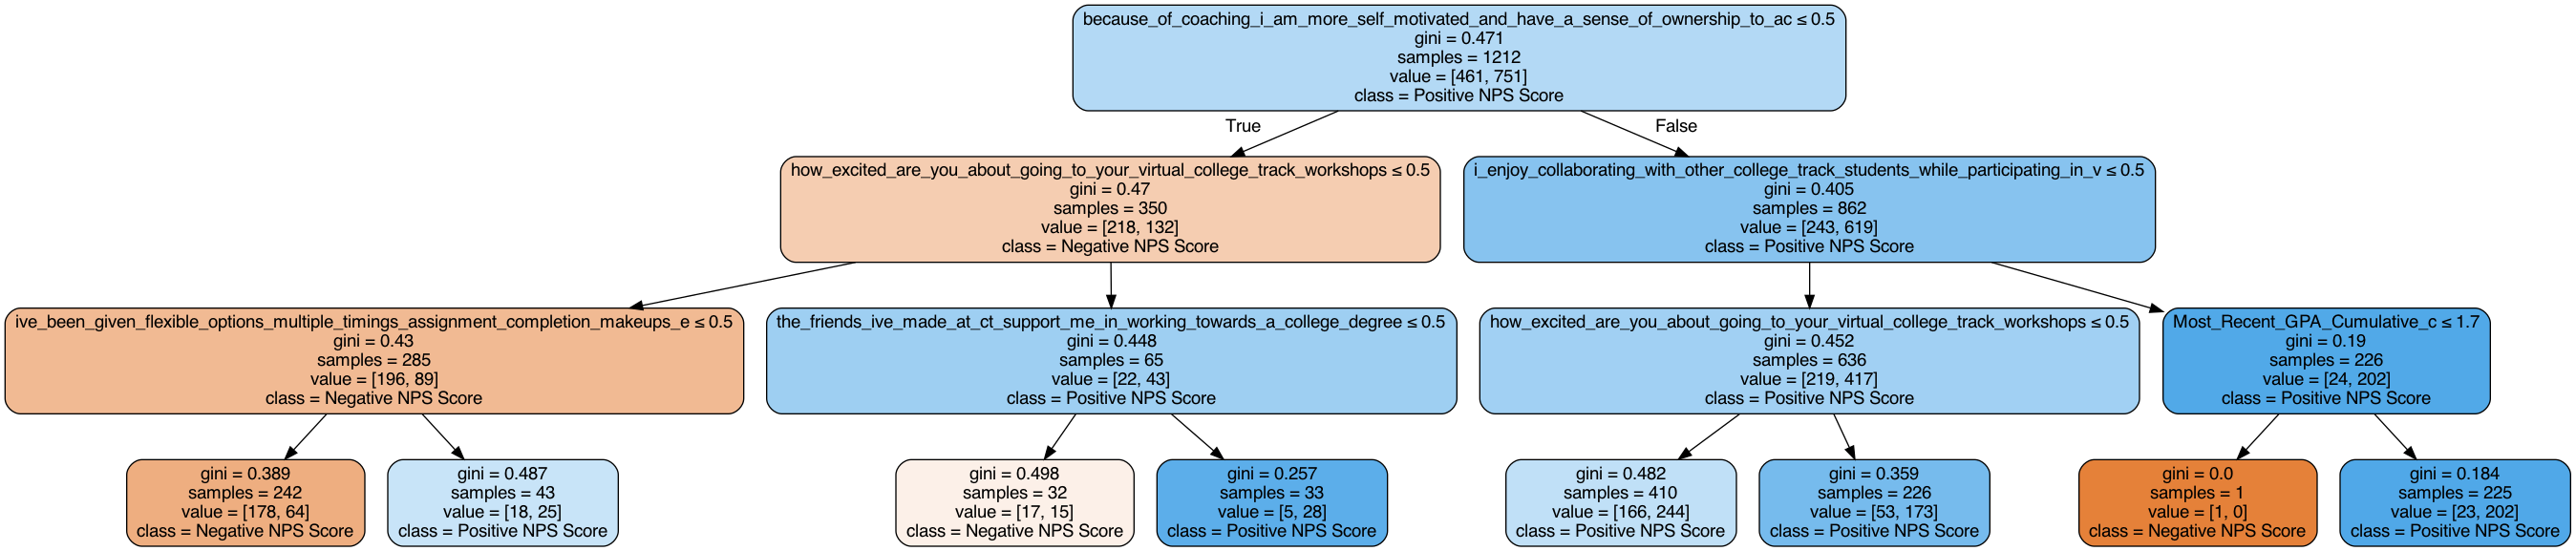 because_of_coaching_i_am_more_self_motivated_and_have_a_sense_of_ownership_to_ac ≤ 0.5
gini = 0.471
samples = 1212
value = [461, 751]
class = Positive NPS Score
True
False
how_excited_are_you_about_going_to_your_virtual_college_track_workshops ≤ 0.5
gini = 0.47
samples = 350
value = [218, 132]
class = Negative NPS Score
i_enjoy_collaborating_with_other_college_track_students_while_participating_in_v ≤ 0.5
gini = 0.405
samples = 862
value = [243, 619]
class = Positive NPS Score
ive_been_given_flexible_options_multiple_timings_assignment_completion_makeups_e ≤ 0.5
gini = 0.43
samples = 285
value = [196, 89]
class = Negative NPS Score
the_friends_ive_made_at_ct_support_me_in_working_towards_a_college_degree ≤ 0.5
gini = 0.448
samples = 65
value = [22, 43]
class = Positive NPS Score
how_excited_are_you_about_going_to_your_virtual_college_track_workshops ≤ 0.5
gini = 0.452
samples = 636
value = [219, 417]
class = Positive NPS Score
Most_Recent_GPA_Cumulative_c ≤ 1.7
gini = 0.19
samples = 226
value = [24, 202]
class = Positive NPS Score
gini = 0.389
samples = 242
value = [178, 64]
class = Negative NPS Score
gini = 0.487
samples = 43
value = [18, 25]
class = Positive NPS Score
gini = 0.498
samples = 32
value = [17, 15]
class = Negative NPS Score
gini = 0.257
samples = 33
value = [5, 28]
class = Positive NPS Score
gini = 0.482
samples = 410
value = [166, 244]
class = Positive NPS Score
gini = 0.359
samples = 226
value = [53, 173]
class = Positive NPS Score
gini = 0.0
samples = 1
value = [1, 0]
class = Negative NPS Score
gini = 0.184
samples = 225
value = [23, 202]
class = Positive NPS Score